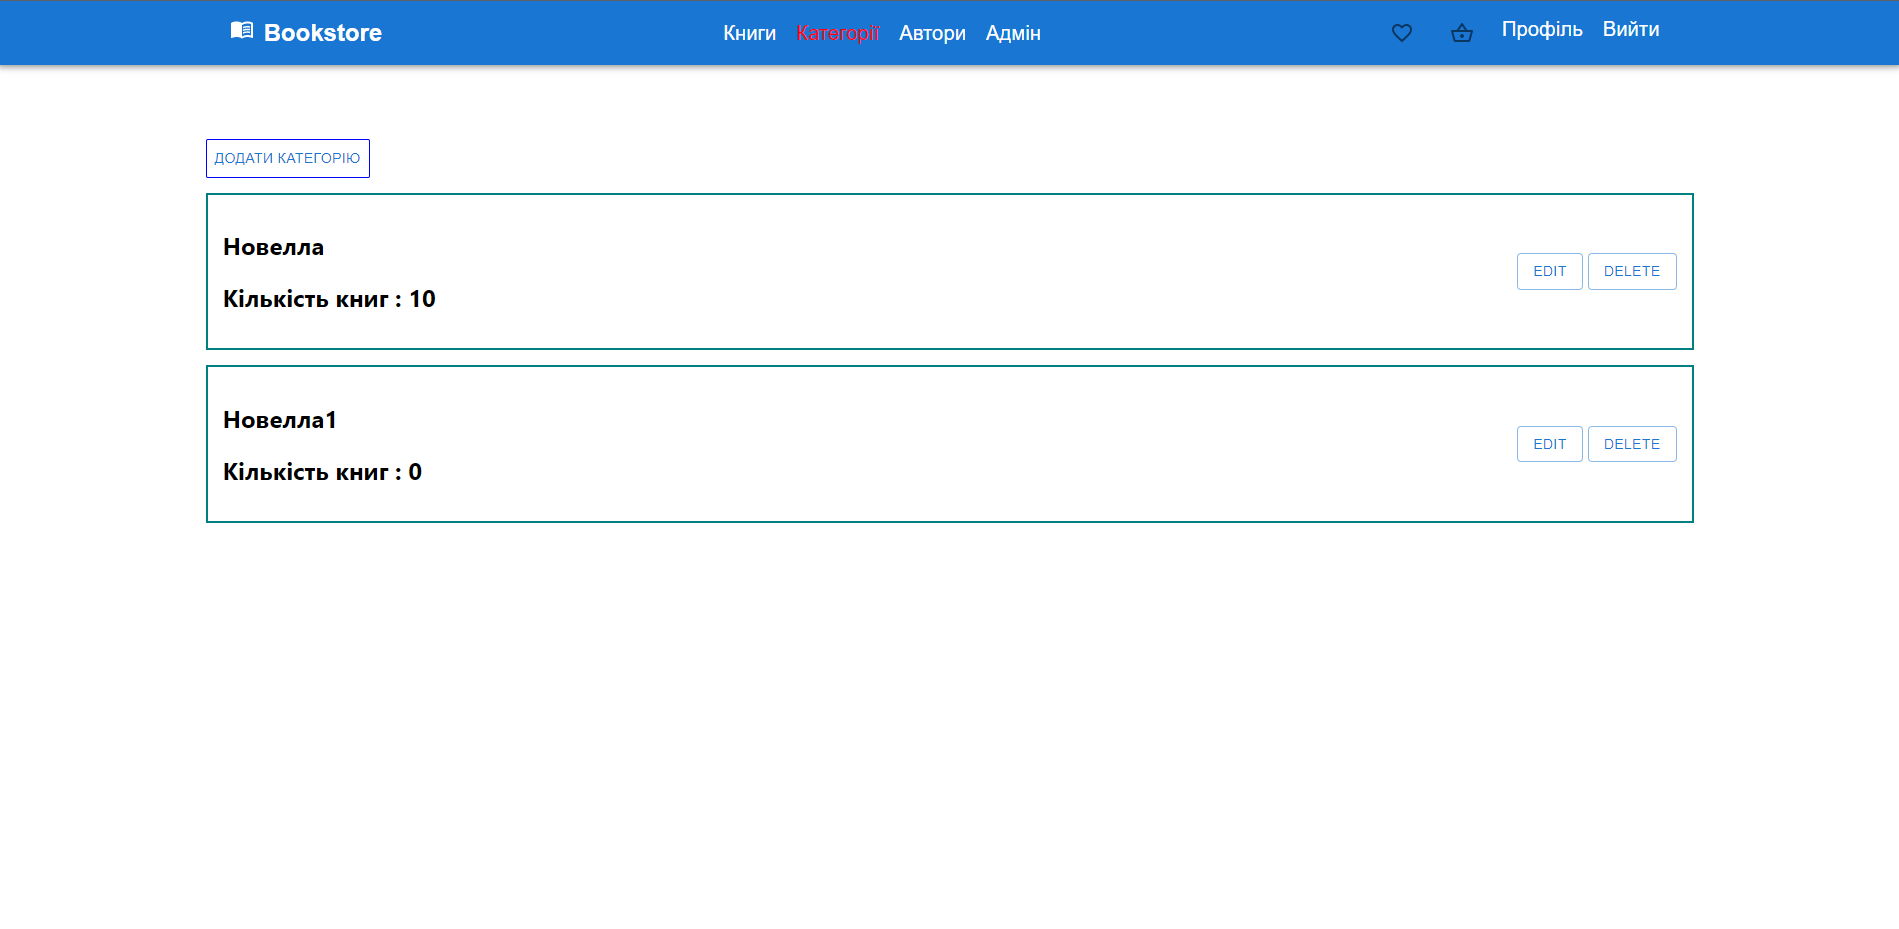 Bookstore
Книги Категорії Автори Адмін
Профіль Вийти
ДОДАТИ КАТЕГОРІЮ
Новелла
Кількість книг : 10
EDIT DELETE
Новелла1
Кількість книг : 0
EDIT DELETE